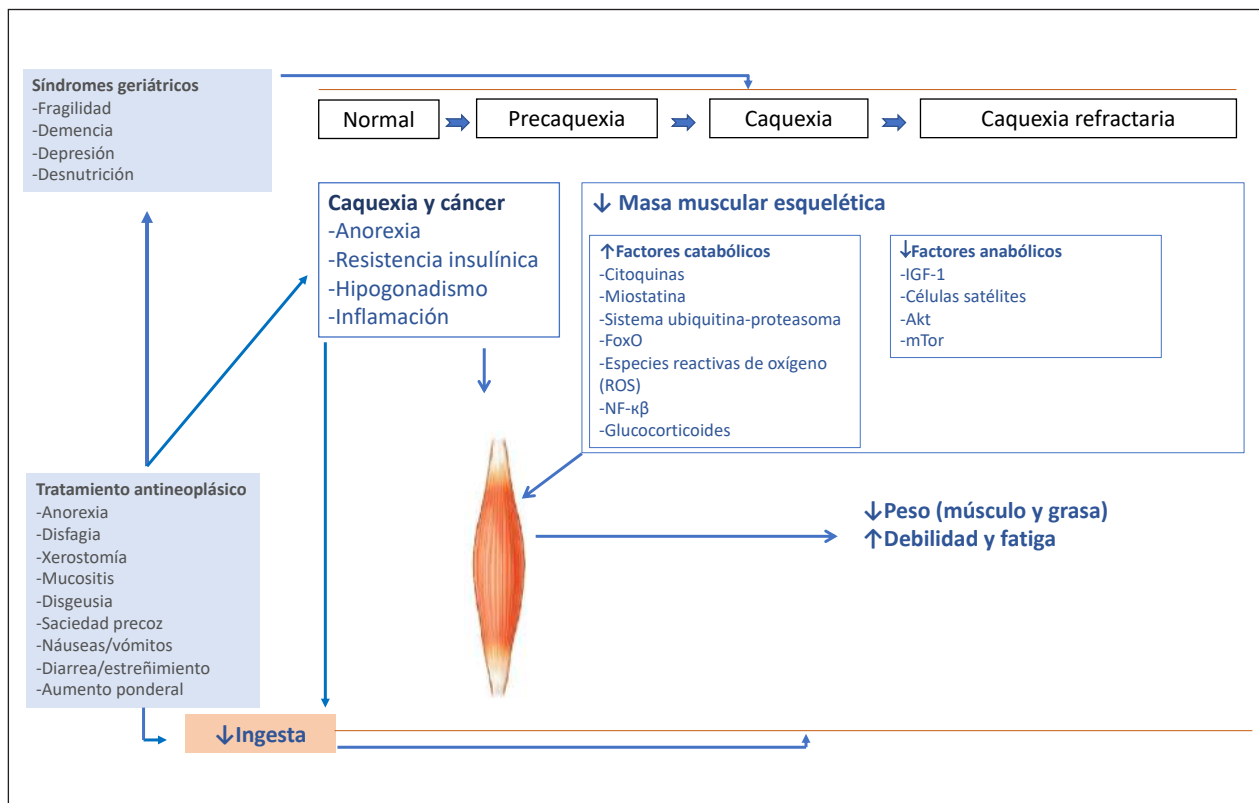 Síndromes geriátricos
-Fragilidad
-Demencia
-Depresión
-Desnutrición
Normal
Precaquexia
Caquexia
Caquexia refractaria
Caquexia y cáncer
-Anorexia
-Resistencia insulínica
-Hipogonadismo
-Inflamación
↓ Masa muscular esquelética
↑Factores catabólicos
-Citoquinas
-Miostatina
-Sistema ubiquitina-proteasoma
-FoxO
-Especies reactivas de oxígeno
(ROS)
-NF-κβ
-Glucocorticoides
↓Factores anabólicos
-IGF-1
-Células satélites
-Akt
-mTor
Tratamiento antineoplásico
-Anorexia
-Disfagia
-Xerostomía
-Mucositis
-Disgeusia
-Saciedad precoz
-Náuseas/vómitos
-Diarrea/estreñimiento
-Aumento ponderal
↓Peso (músculo y grasa)
↑Debilidad y fatiga
↓Ingesta